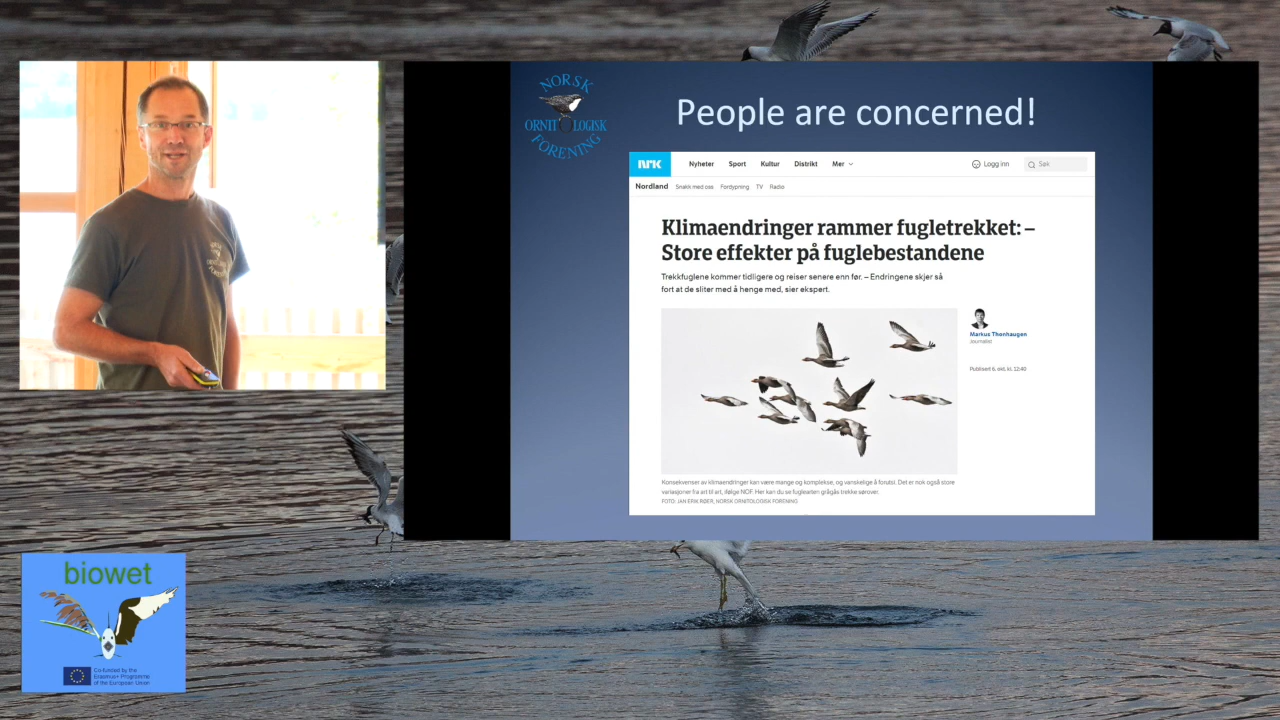 NORSK
ORNITOLOGISK
FORENING
People are concerned!
NRK
Nyheter Sport Kultur Distrikt Mer
Logg inn
Søk
Nordland Snakk med oss Fordypning TV Radio
Klimaendringer rammer fugletrekket: –
Store effekter på fuglebestandene
Trekkfuglene kommer tidligere og reiser senere enn før. – Endringene skjer så
fort at de sliter med å henge med, sier ekspert.
Markus Thonhaugen
Journalist
Publisert 6. okt. kl. 12:40
Konsekvenser av klimaendringer kan være mange og komplekse, og vanskelige å forutsi. Det er nok også store
variasjoner fra art til art, ifølge NOF. Her kan du se fuglearten grågås trekke sørover.
FOTO: JAN ERIK RØER, NORSK ORNITOLOGISK FORENING
biowet
Co-funded by the
Erasmus+ Programme
of the European Union